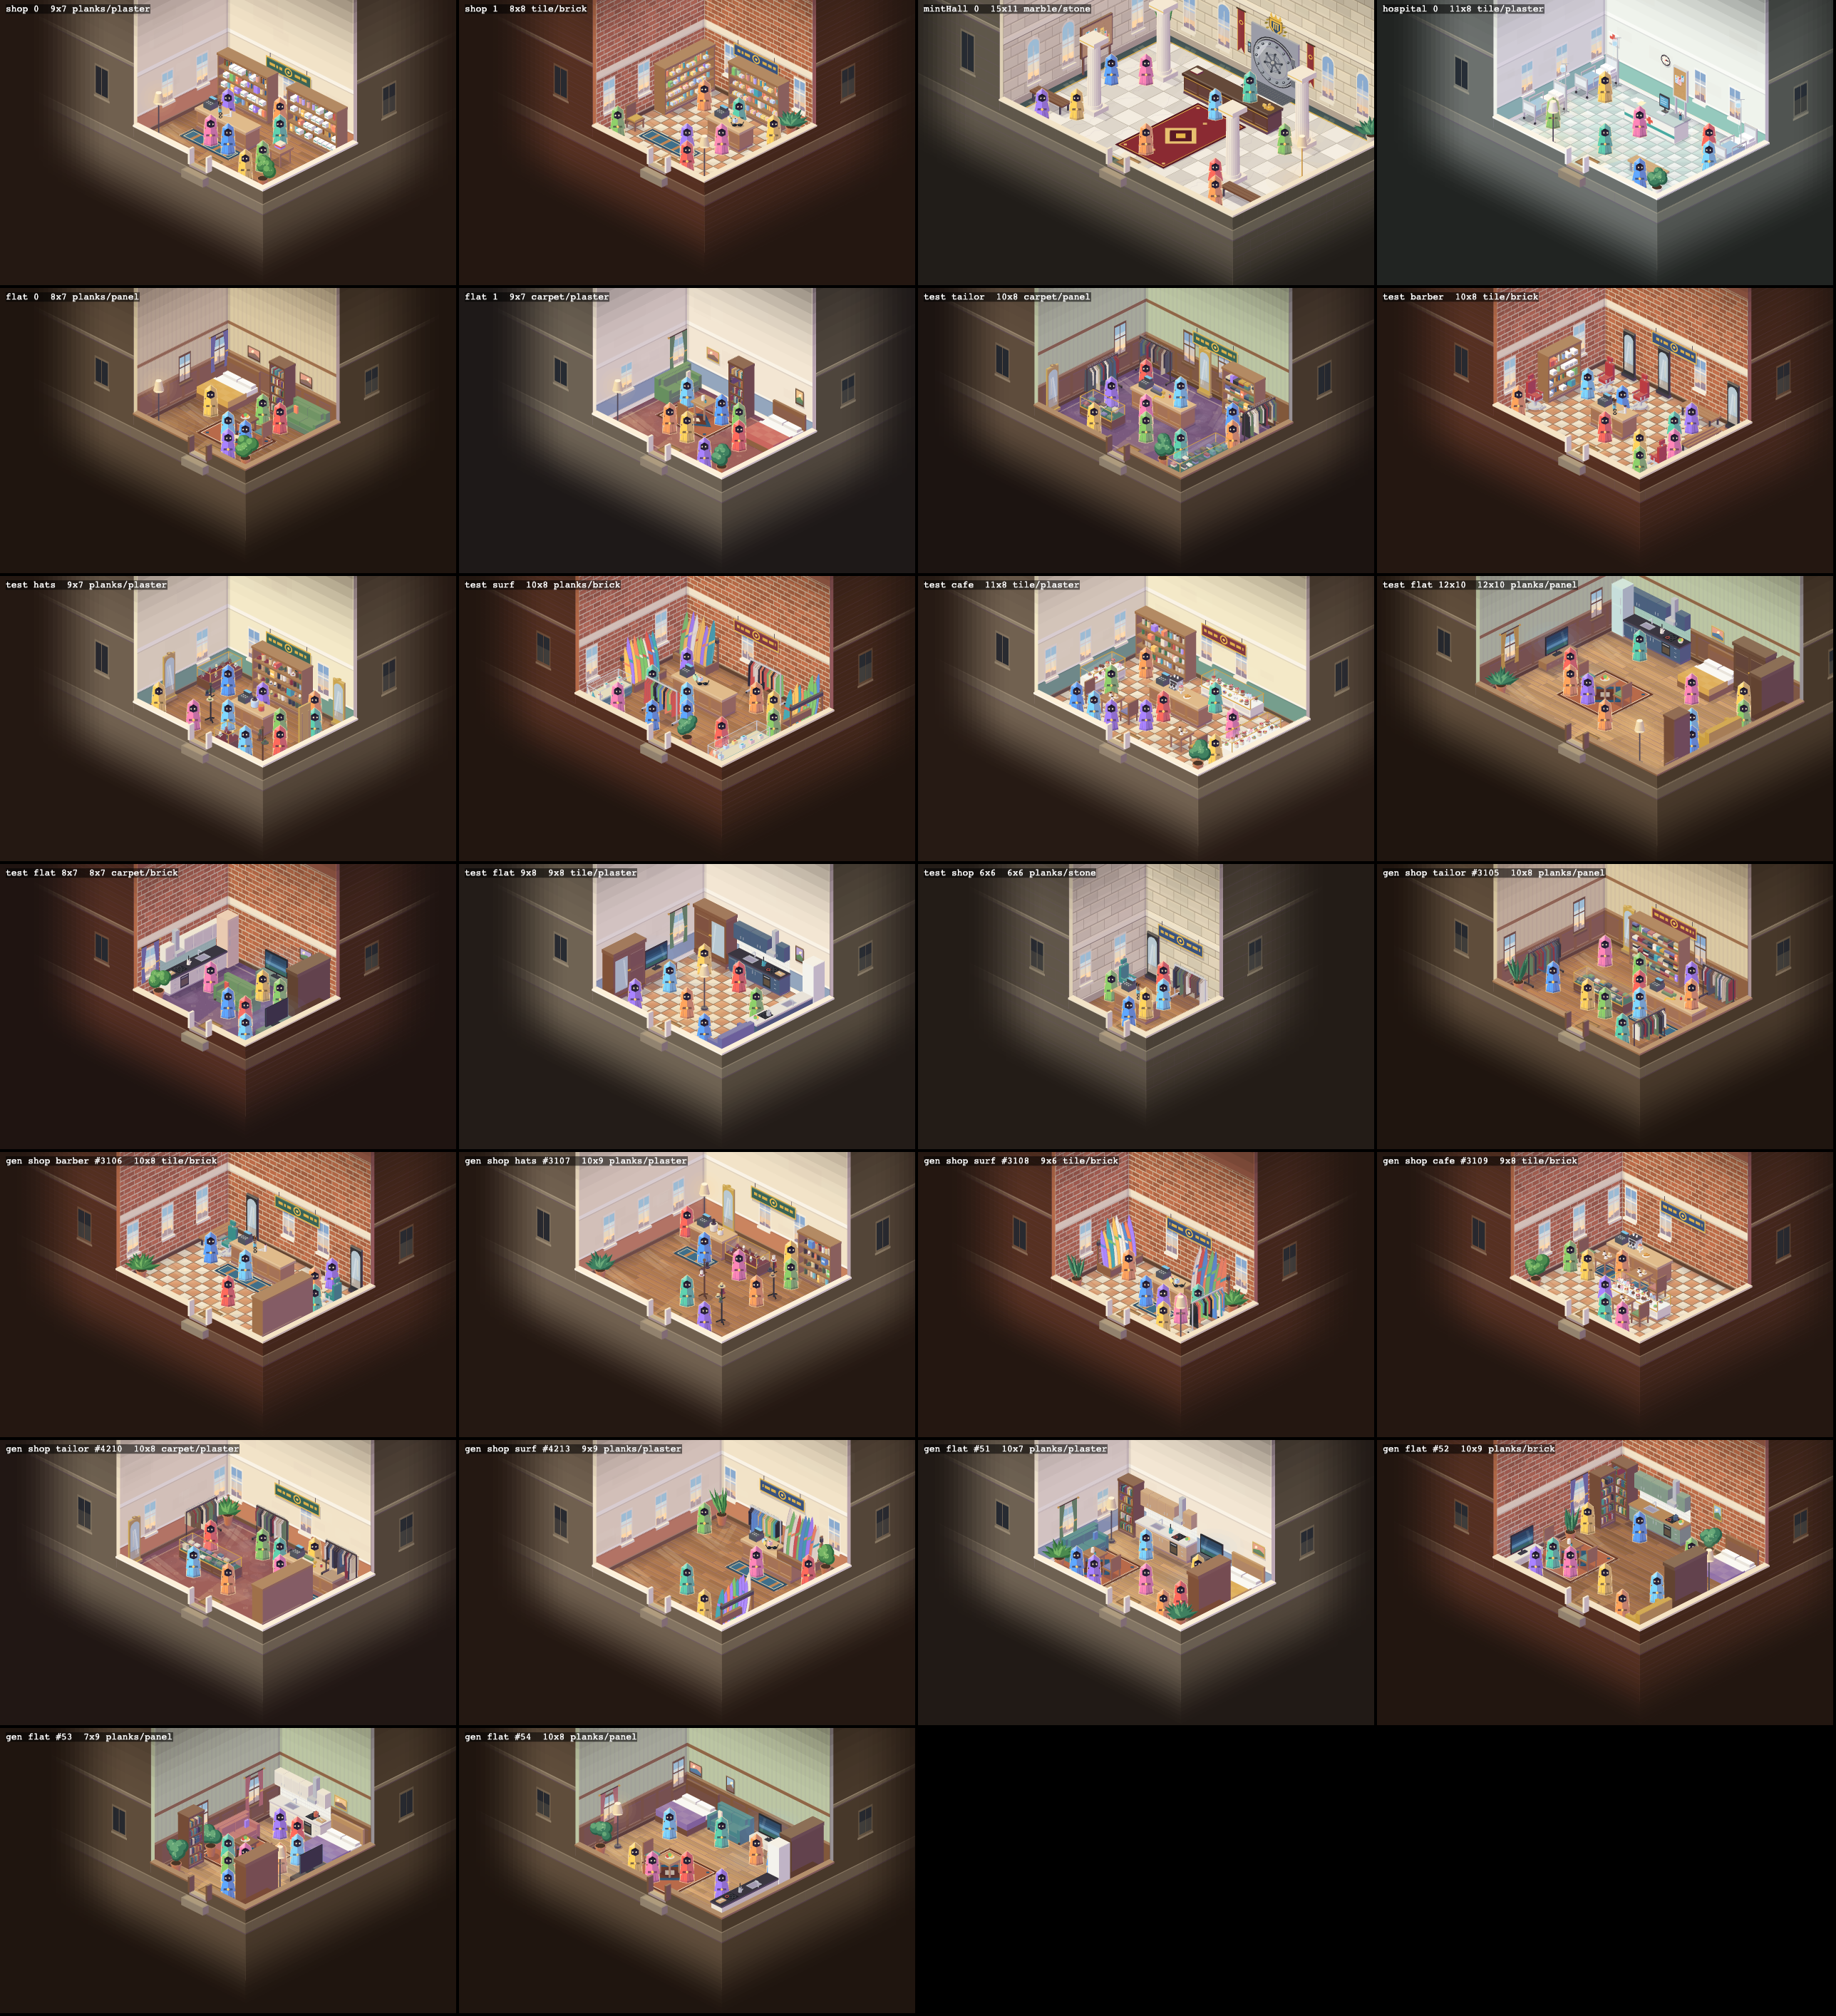 shop 0  9x7 planks/plaster
shop 1  8x8 tile/brick
mintHall 0  15x11 marble/stone
hospital 0  11x8 tile/plaster
flat 0  8x7 planks/panel
flat 1  9x7 carpet/plaster
test tailor  10x8 carpet/panel
test barber  10x8 tile/brick
test hats  9x7 planks/plaster
test surf  10x8 planks/brick
test cafe  11x8 tile/plaster
test flat 12x10  12x10 planks/panel
test flat 8x7  8x7 carpet/brick
test flat 9x8  9x8 tile/plaster
test shop 6x6  6x6 planks/stone
gen shop tailor #3105  10x8 planks/panel
gen shop barber #3106  10x8 tile/brick
gen shop hats #3107  10x9 planks/plaster
gen shop surf #3108  9x6 tile/brick
gen shop cafe #3109  9x8 tile/brick
gen shop tailor #4210  10x8 carpet/plaster
gen shop surf #4213  9x9 planks/plaster
gen flat #51  10x7 planks/plaster
gen flat #52  10x9 planks/brick
gen flat #53  7x9 planks/panel
gen flat #54  10x8 planks/panel